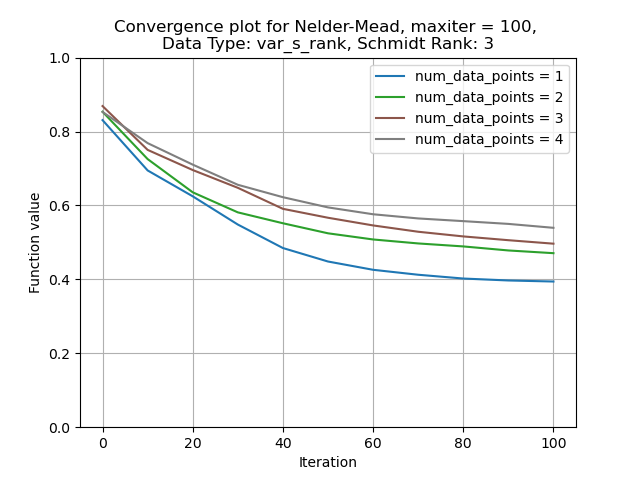 Convergence plot for Nelder-Mead, maxiter = 100,
Data Type: var_s_rank, Schmidt Rank: 3
num_data_points = 1
num_data_points = 2
num_data_points = 3
num_data_points = 4
Function value
1.0
0.8
0.6
0.4
0.2
0.0
0 20 40 60 80 100
Iteration